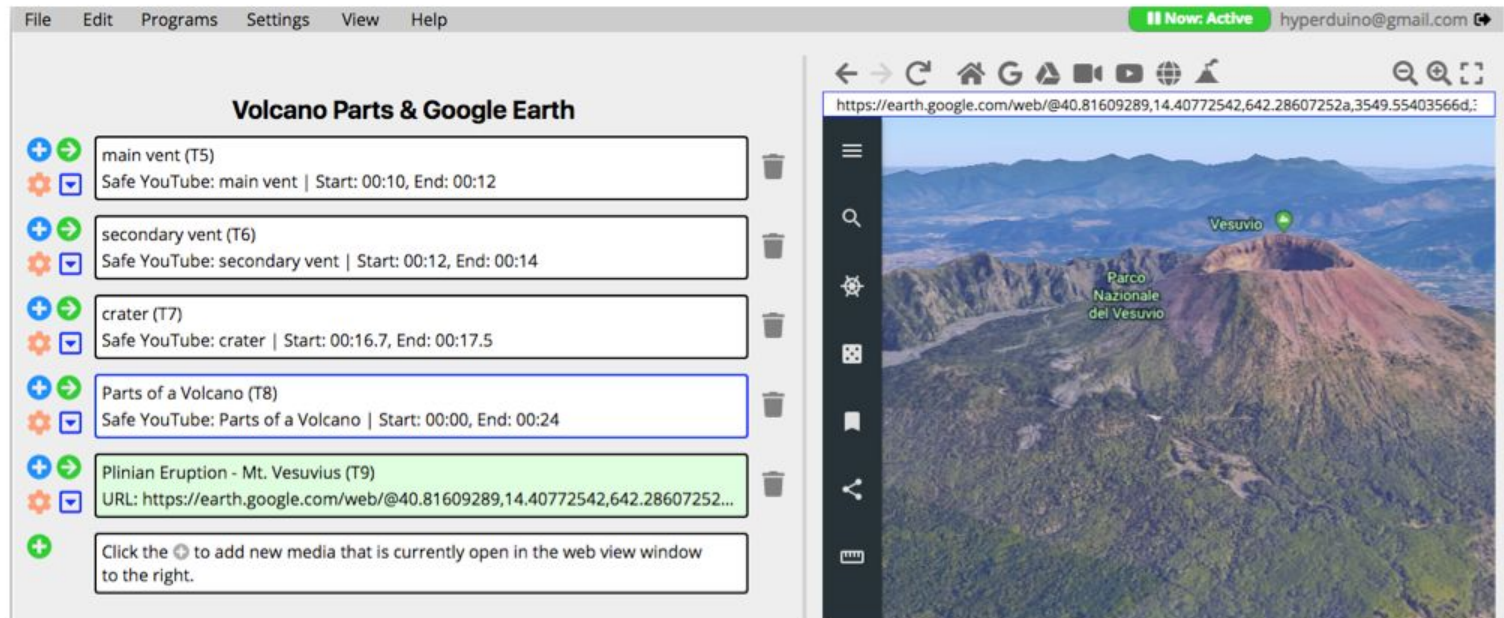 File Edit Programs Settings View Help
Now: Active hyperduino@gmail.com
Volcano Parts & Google Earth
main vent (T5)
Safe YouTube: main vent | Start: 00:10, End: 00:12
secondary vent (T6)
Safe YouTube: secondary vent | Start: 00:12, End: 00:14
crater (T7)
Safe YouTube: crater | Start: 00:16.7, End: 00:17.5
Parts of a Volcano (T8)
Safe YouTube: Parts of a Volcano | Start: 00:00, End: 00:24
Plinian Eruption - Mt. Vesuvius (T9)
URL: https://earth.google.com/web/@40.81609289,14.40772542,642.28607252...
Click the to add new media that is currently open in the web view window
to the right.
https://earth.google.com/web/@40.81609289,14.40772542,642.28607252a,3549.55403566d,
Vesuvio
Parco
Nazionale
del Vesuvio